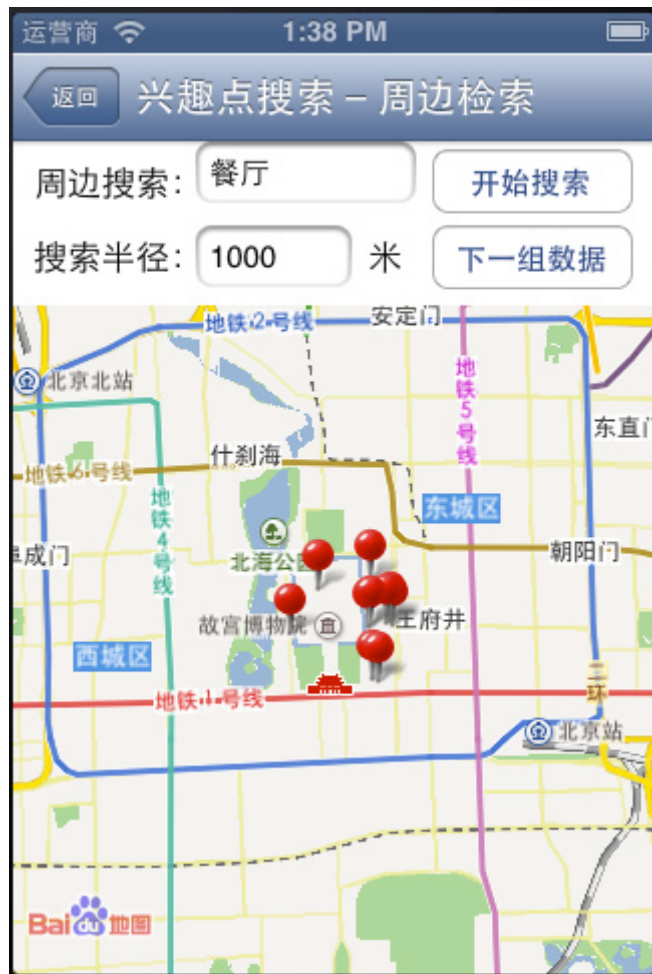 运营商 1:38 PM
返回 兴趣点搜索 – 周边检索
周边搜索: 餐厅 开始搜索
搜索半径: 1000 米 下一组数据
地铁2号线 安定门
北京北站
地铁5号线
东直门
什刹海
地铁6号线
地铁4号线
东城区
阜成门
北海公园
朝阳门
故宫博物院
王府井
西城区
二环
地铁1号线
北京站
Bai du 地图